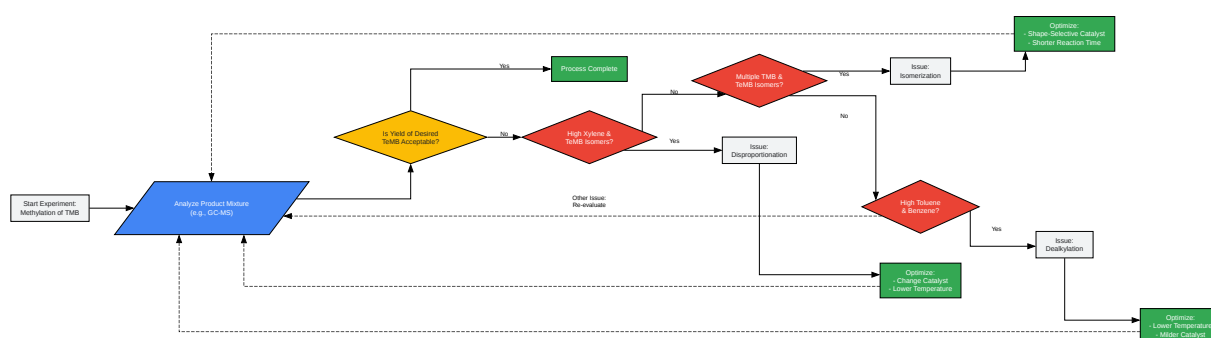 Optimize:
- Shape-Selective Catalyst
- Shorter Reaction Time
Yes
Process Complete
Multiple TMB &
TeMB Isomers?
Yes
Issue:
Isomerization
No
Is Yield of Desired
TeMB Acceptable?
No
High Xylene &
TeMB Isomers?
Yes
Issue:
Disproportionation
No
Start Experiment:
Methylation of TMB
Analyze Product Mixture
(e.g., GC-MS)
Other Issue:
Re-evaluate
High Toluene
& Benzene?
Yes
Issue:
Dealkylation
Optimize:
- Change Catalyst
- Lower Temperature
Optimize:
- Lower Temperature
- Milder Catalyst